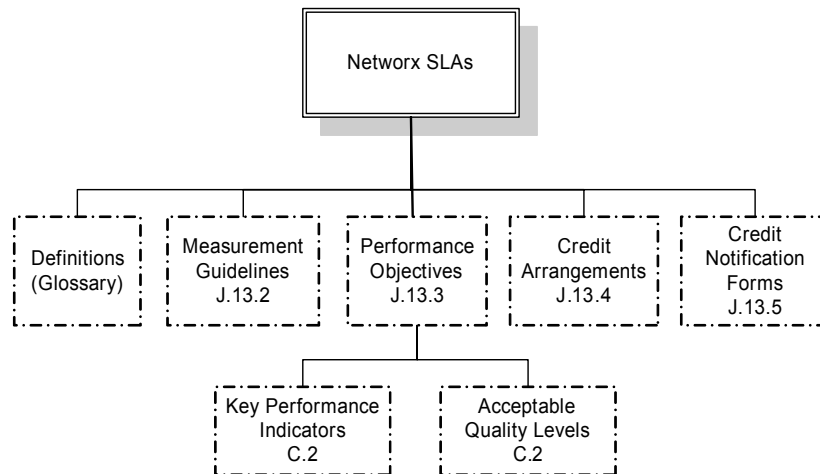 Networx SLAs
Definitions
(Glossary)
Measurement
Guidelines
J.13.2
Performance
Objectives
J.13.3
Credit
Arrangements
J.13.4
Credit
Notification
Forms
J.13.5
Key Performance
Indicators
C.2
Acceptable
Quality Levels
C.2